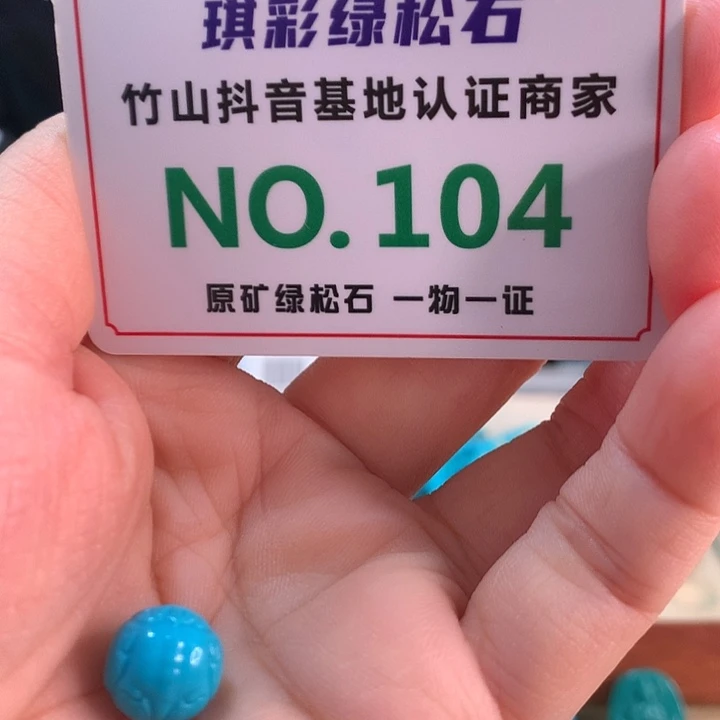 琪彩绿松石
竹山抖音基地认证商家
NO.104
原矿绿松石 一物一证